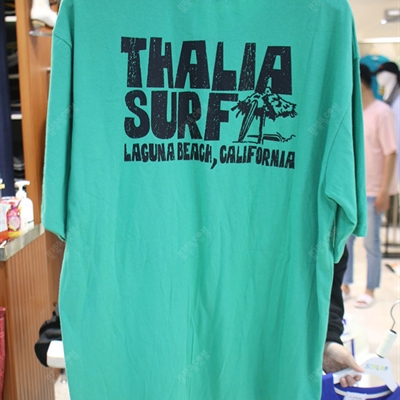 THALIA
SURF
LAGUNA BEACH, CALIFORNIA